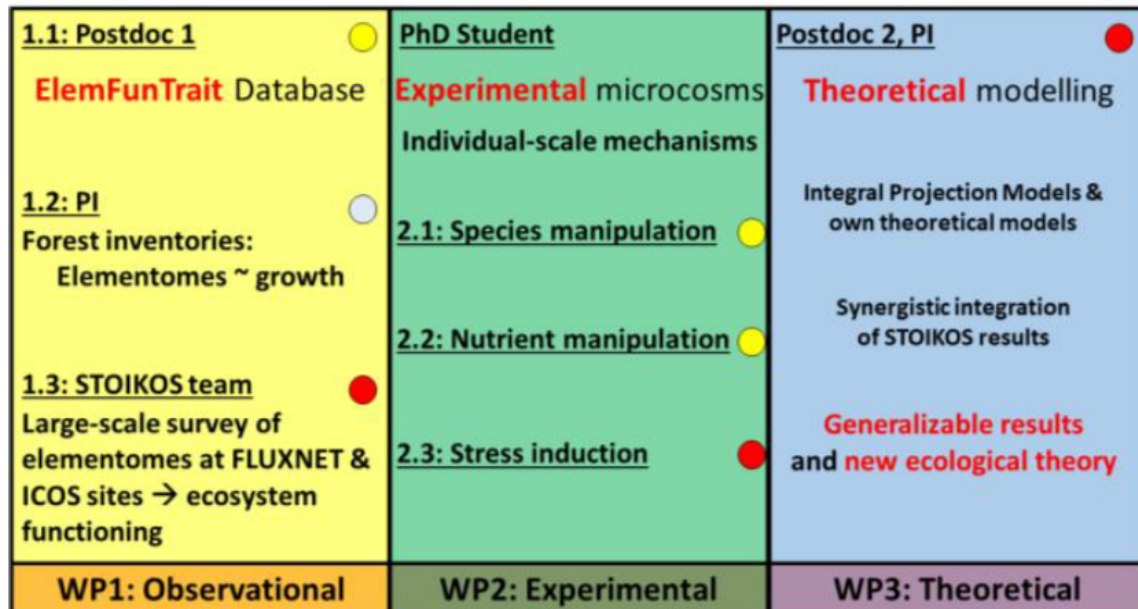 1.1: Postdoc 1
ElemFunTrait Database
1.2: PI
Forest inventories:
Elementomes ~ growth
1.3: STOIKOS team
Large-scale survey of
elementomes at FLUXNET &
ICOS sites → ecosystem
functioning
WP1: Observational
PhD Student
Experimental microcosms
Individual-scale mechanisms
2.1: Species manipulation
2.2: Nutrient manipulation
2.3: Stress induction
WP2: Experimental
Postdoc 2, PI
Theoretical modelling
Integral Projection Models &
own theoretical models
Synergistic integration
of STOIKOS results
Generalizable results
and new ecological theory
WP3: Theoretical